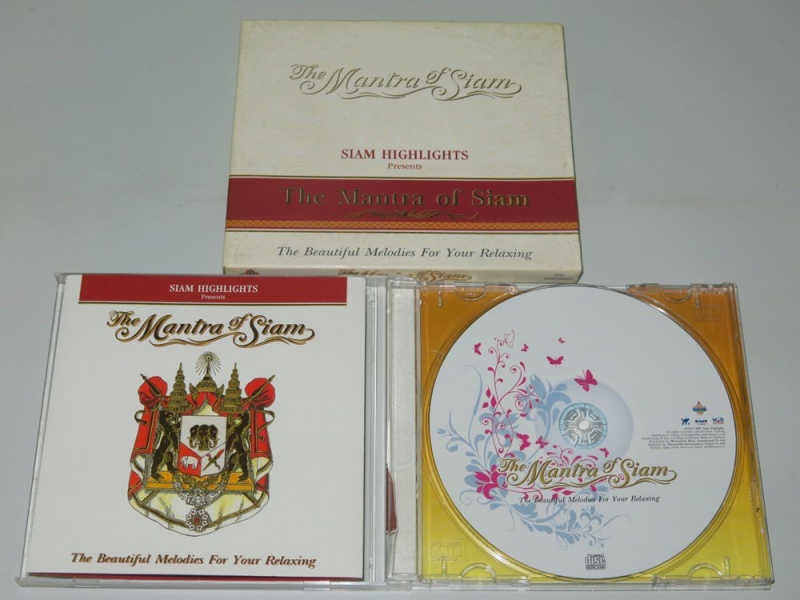 The Mantra of Siam
SIAM HIGHLIGHTS
Presents
The Mantra of Siam
The Beautiful Melodies For Your Relaxing
SIAM HIGHLIGHTS
Presents
The Mantra of Siam
The Beautiful Melodies For Your Relaxing
The Mantra of Siam
The Beautiful Melodies For Your Relaxing
COMPACT
disc